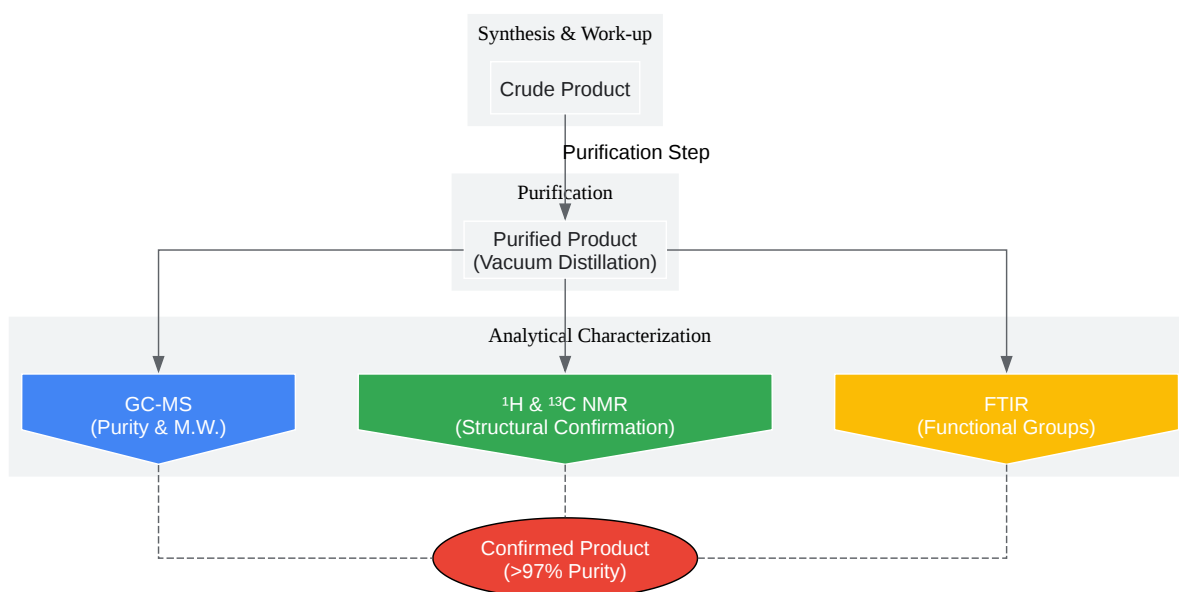 Synthesis & Work-up
Crude Product
Purification Step
Purification
Purified Product
(Vacuum Distillation)
Analytical Characterization
GC-MS
(Purity & M.W.)
¹H & ¹³C NMR
(Structural Confirmation)
FTIR
(Functional Groups)
Confirmed Product
(>97% Purity)